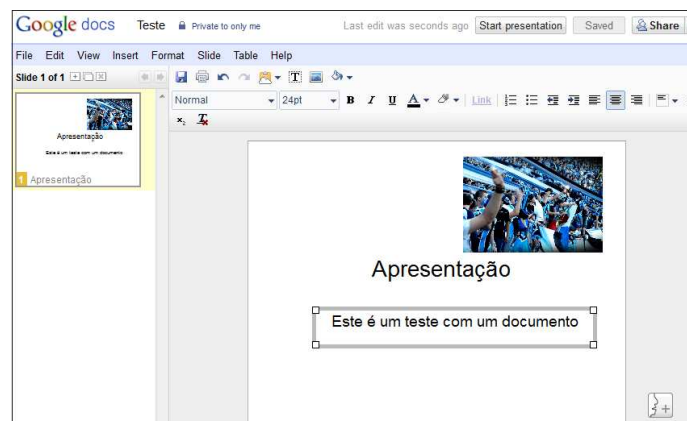 Google docs Teste Private to only me Last edit was seconds ago Start presentation Saved Share
File Edit View Insert Format Slide Table Help
Slide 1 of 1
Normal 24pt B I U A Link
Apresentação
Este é um teste com um documento
1 Apresentação
Apresentação
Este é um teste com um documento